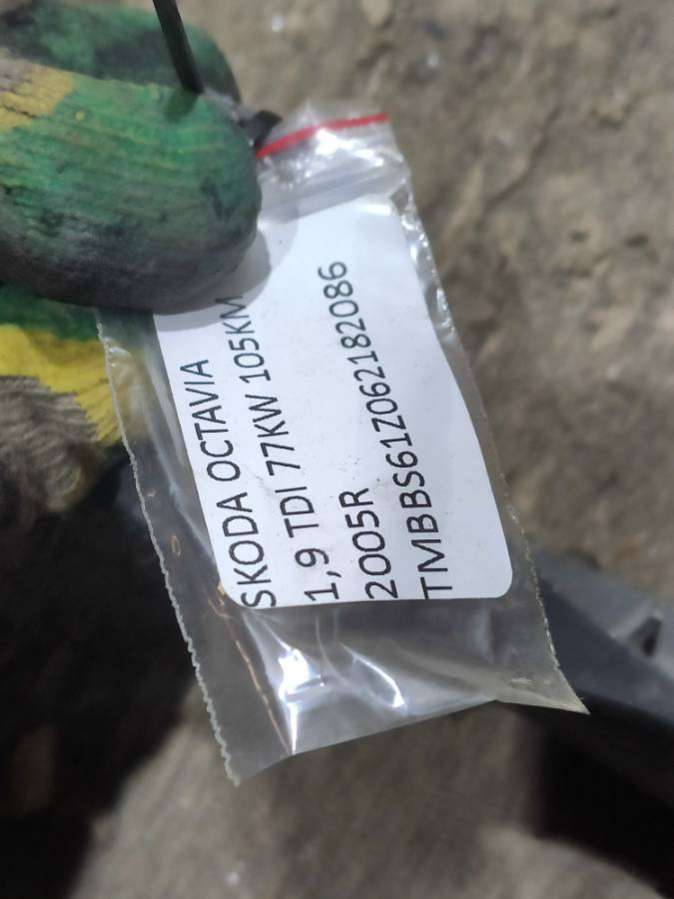 SKODA OCTAVIA
1,9 TDI 77KW 105KM
2005R
TMBBS61Z062182086